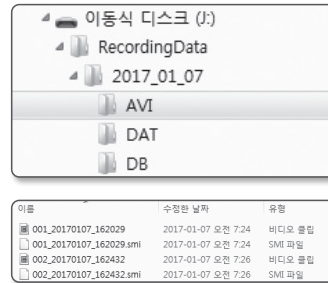 이동식 디스크 (J:)
RecordingData
2017_01_07
AVI
DAT
DB
이름 수정한 날짜 유형
001_20170107_162029 2017-01-07 오전 7:24 비디오 클립
001_20170107_162029.smi 2017-01-07 오전 7:24 SMI 파일
002_20170107_162432 2017-01-07 오전 7:26 비디오 클립
002_20170107_162432.smi 2017-01-07 오전 7:26 SMI 파일